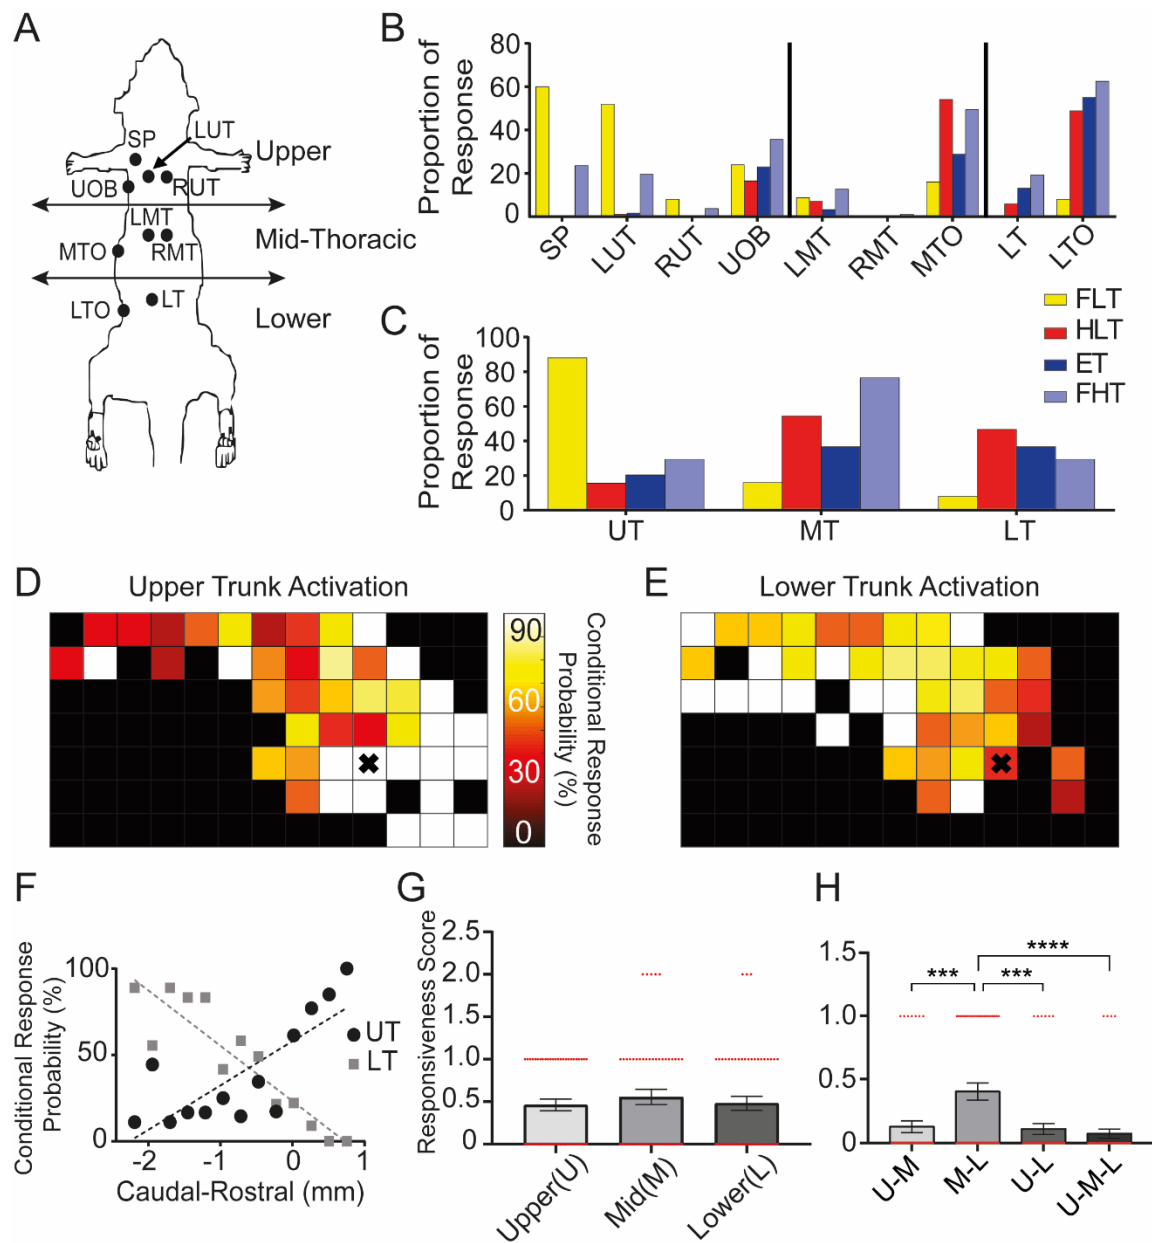 A
SP
LUT
Upper
UOB
RUT
LMT
Mid-Thoracic
MTO
RMT
LTO
LT
Lower
B
Proportion of
Response
80
60
40
20
0
SP
LUT
RUT
UOB
LMT
RMT
MTO
LT
LTO
FLT
HLT
ET
FHT
C
Proportion of
Response
100
80
60
40
20
0
UT
MT
LT
D
Upper Trunk Activation
90
60
30
0
Conditional Response
Probability (%)
E
Lower Trunk Activation
F
Conditional Response
Probability (%)
100
50
0
UT
LT
-2
-1
0
1
Caudal-Rostral (mm)
G
Responsiveness Score
2.5
2.0
1.5
1.0
0.5
0
Upper(U)
Mid(M)
Lower(L)
H
1.5
1.0
0.5
0
****
***
***
U-M
M-L
U-L
U-M-L